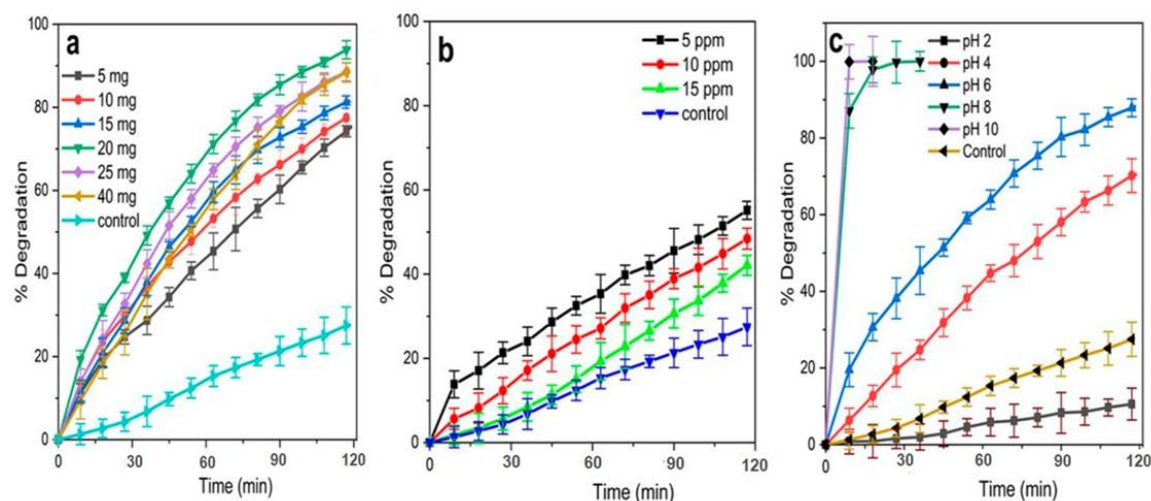 a
5 mg
10 mg
15 mg
20 mg
25 mg
40 mg
control
% Degradation
100
80
60
40
20
0
0 30 60 90 120
Time (min)
b
5 ppm
10 ppm
15 ppm
control
% Degradation
100
80
60
40
20
0
0 30 60 90 120
Time (min)
c
pH 2
pH 4
pH 6
pH 8
pH 10
Control
% Degradation
100
80
60
40
20
0
0 30 60 90 120
Time (min)